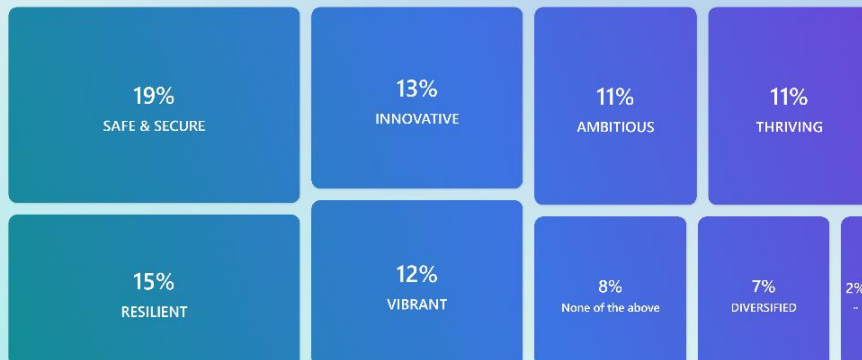 19%
SAFE & SECURE
13%
INNOVATIVE
11%
AMBITIOUS
11%
THRIVING
15%
RESILIENT
12%
VIBRANT
8%
None of the above
7%
DIVERSIFIED
2%
..